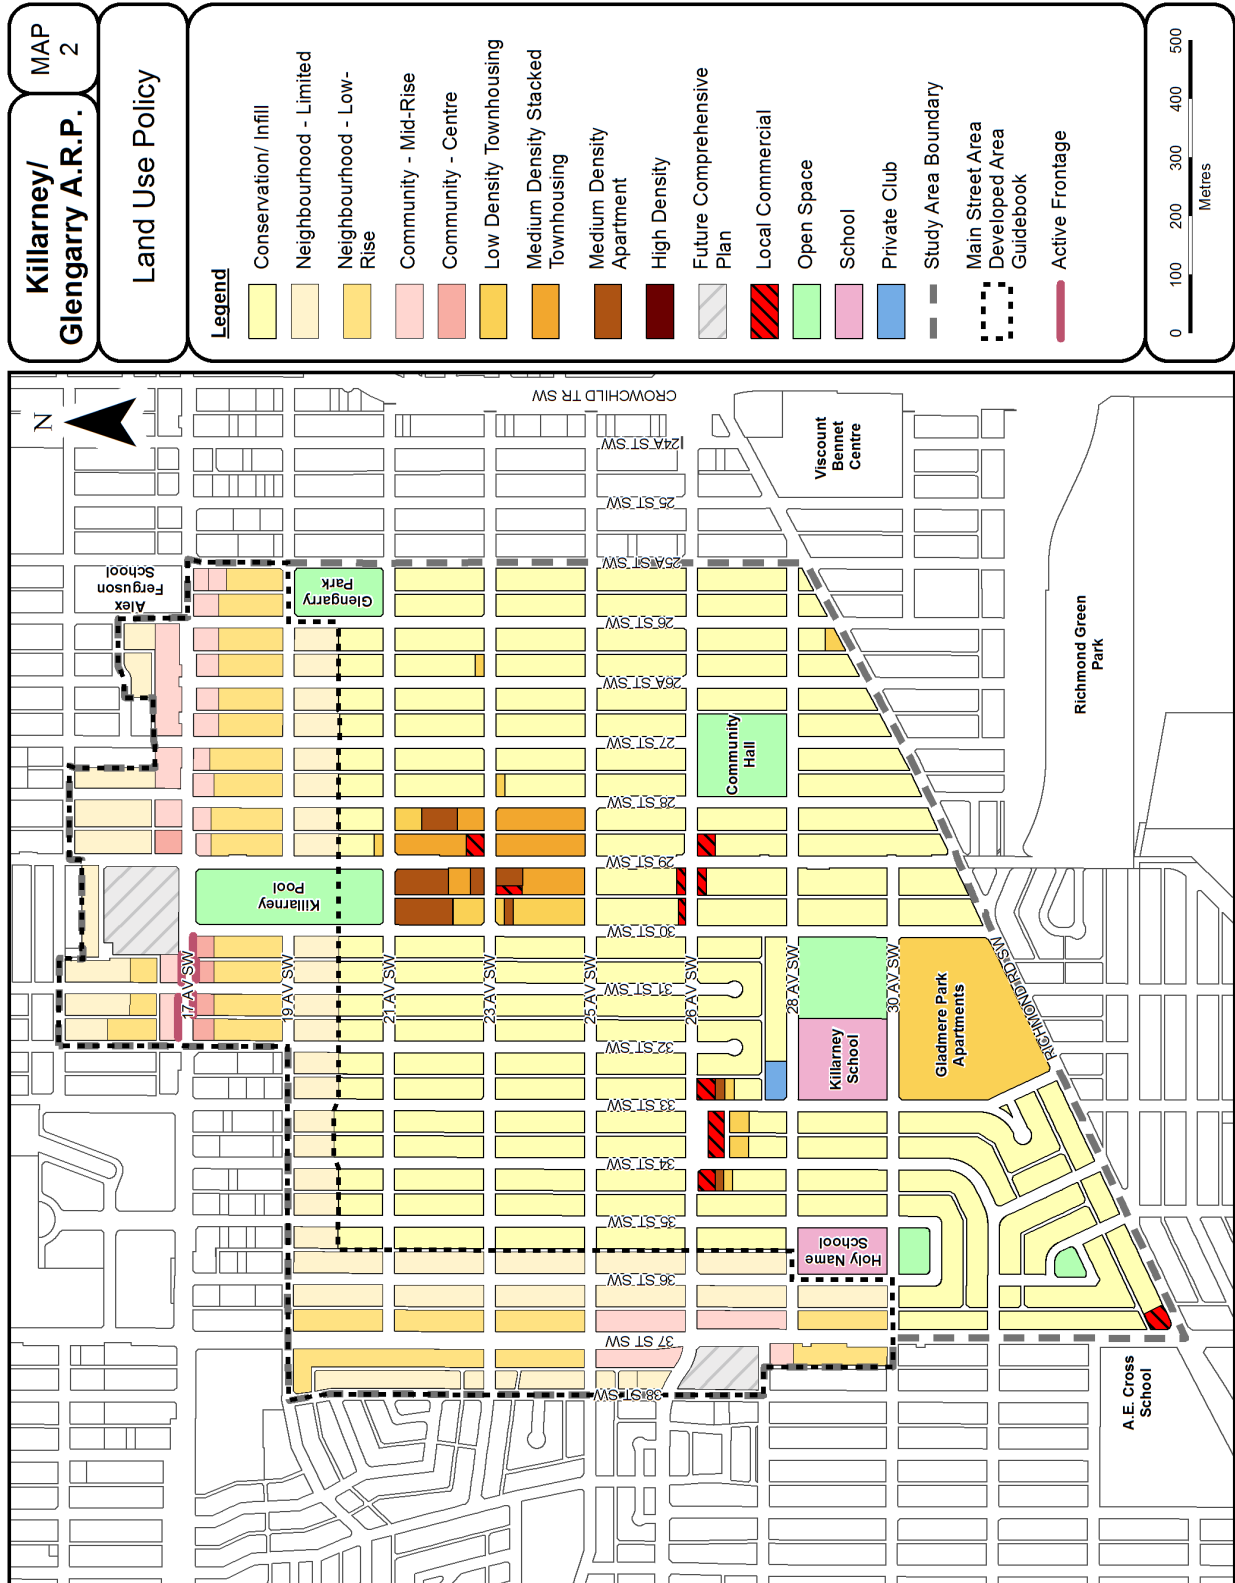 Killarney/
Glengarry A.R.P.
MAP
2
Land Use Policy
Legend
Conservation/ Infill
Neighbourhood - Limited
Neighbourhood - Low-
Rise
Community - Mid-Rise
Community - Centre
Low Density Townhousing
Medium Density Stacked
Townhousing
Medium Density
Apartment
High Density
Future Comprehensive
Plan
Local Commercial
Open Space
School
Private Club
Study Area Boundary
Main Street Area
Developed Area
Guidebook
Active Frontage
0
100
200
300
400
500
Metres
N
CROWCHILD TR SW
24A ST SW
25 ST SW
25A ST SW
26 ST SW
26A ST SW
27 ST SW
28 ST SW
29 ST SW
30 ST SW
31 ST SW
32 ST SW
33 ST SW
34 ST SW
35 ST SW
36 ST SW
37 ST SW
38 ST SW
17 AV SW
19 AV SW
21 AV SW
23 AV SW
25 AV SW
26 AV SW
28 AV SW
30 AV SW
RICHMOND RD SW
Alex
Ferguson
School
Glengarry
Park
Viscount
Bennet
Centre
Richmond Green
Park
Community
Hall
Killarney
Pool
Killarney
School
Gladmere Park
Apartments
Holy Name
School
A.E. Cross
School